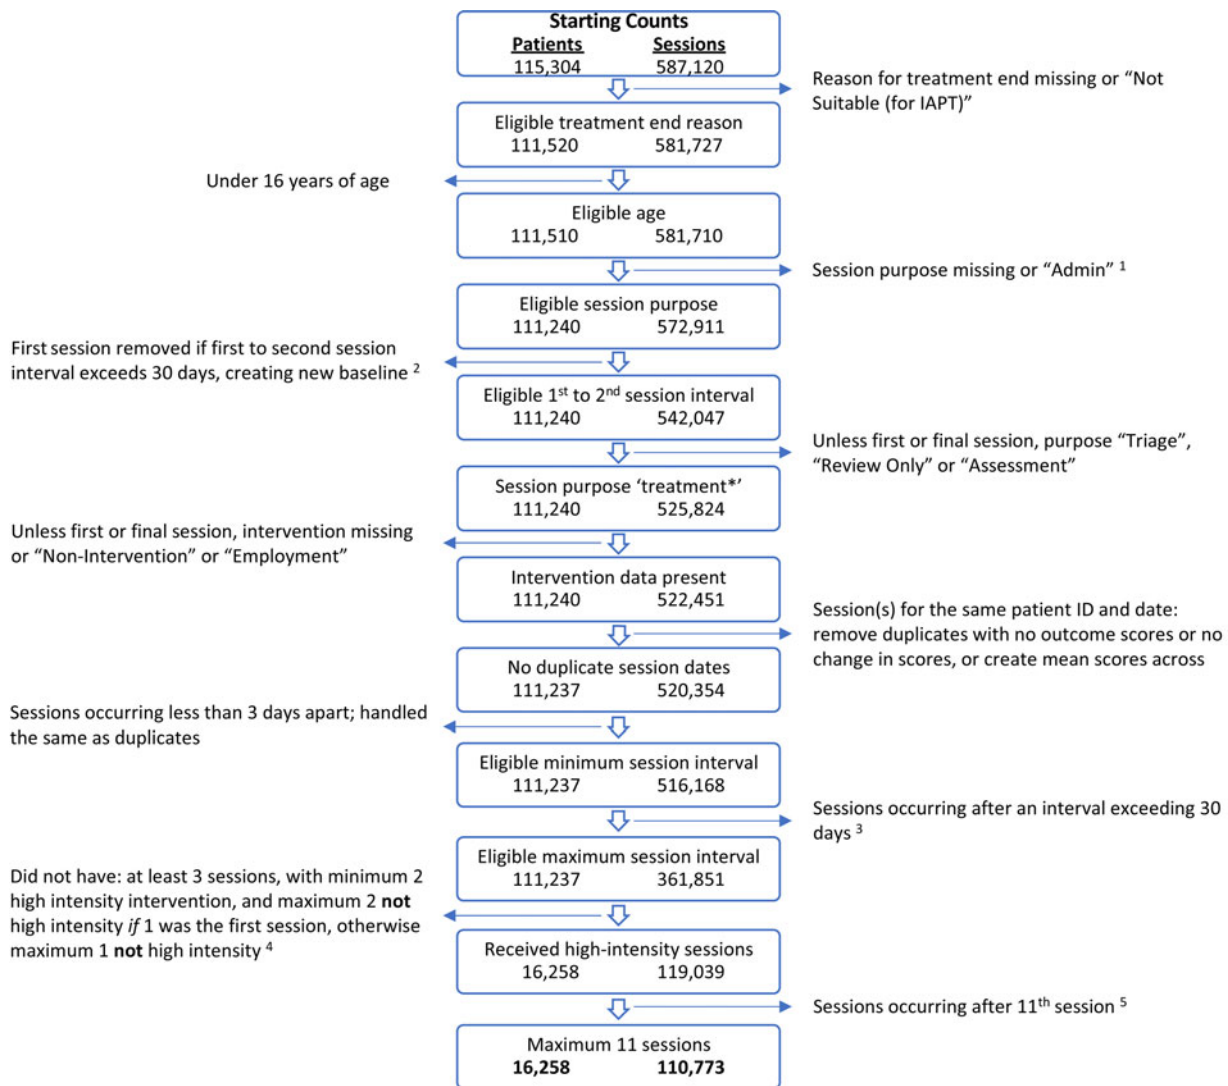 Starting Counts
Patients Sessions
115,304 587,120
Reason for treatment end missing or “Not
Suitable (for IAPT)”
Eligible treatment end reason
111,520 581,727
Under 16 years of age
Eligible age
111,510 581,710
Session purpose missing or “Admin” 1
Eligible session purpose
111,240 572,911
First session removed if first to second session
interval exceeds 30 days, creating new baseline 2
Eligible 1st to 2nd session interval
111,240 542,047
Unless first or final session, purpose “Triage”,
“Review Only” or “Assessment”
Session purpose ‘treatment*’
111,240 525,824
Unless first or final session, intervention missing
or “Non-Intervention” or “Employment”
Intervention data present
111,240 522,451
Session(s) for the same patient ID and date:
remove duplicates with no outcome scores or no
change in scores, or create mean scores across
No duplicate session dates
111,237 520,354
Sessions occurring less than 3 days apart; handled
the same as duplicates
Eligible minimum session interval
111,237 516,168
Sessions occurring after an interval exceeding 30
days 3
Eligible maximum session interval
111,237 361,851
Did not have: at least 3 sessions, with minimum 2
high intensity intervention, and maximum 2 not
high intensity if 1 was the first session, otherwise
maximum 1 not high intensity 4
Received high-intensity sessions
16,258 119,039
Sessions occurring after 11th session 5
Maximum 11 sessions
16,258 110,773